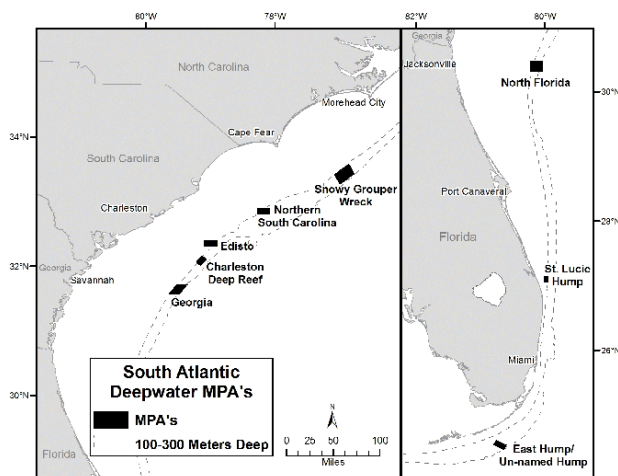 80°W
78°W
82°W
80°W
North Carolina
Morehead City
34°N
Cape Fear
South Carolina
Snowy Grouper
Wreck
Charleston
Northern
South Carolina
Edisto
32°N
Georgia
Charleston
Deep Reef
Savannah
Georgia
South Atlantic
Deepwater MPA's
MPA's
100-300 Meters Deep
30°N
Florida
N
0 25 50 100
Miles
Georgia
Jacksonville
North Florida
30°N
Port Canaveral
28°N
Florida
St. Lucie
Hump
Miami
26°N
East Hump/
Un-named Hump